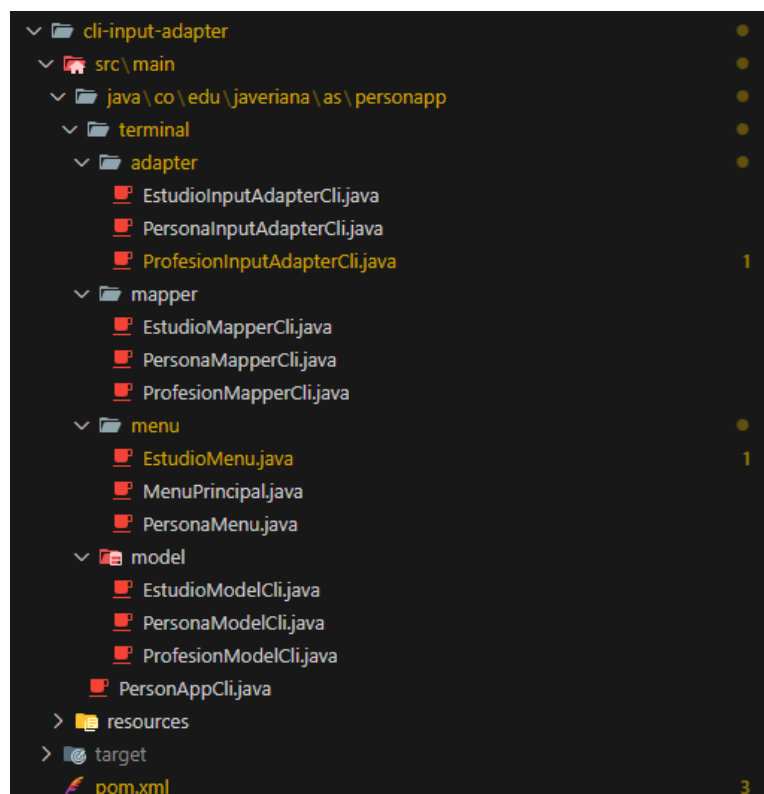 cli-input-adapter
src\main
java\co\edu\javeriana\as\personapp
terminal
adapter
EstudioInputAdapterCli.java
PersonaInputAdapterCli.java
ProfesionInputAdapterCli.java 1
mapper
EstudioMapperCli.java
PersonaMapperCli.java
ProfesionMapperCli.java
menu
EstudioMenu.java 1
MenuPrincipal.java
PersonaMenu.java
model
EstudioModelCli.java
PersonaModelCli.java
ProfesionModelCli.java
PersonAppCli.java
resources
target
pom.xml 3